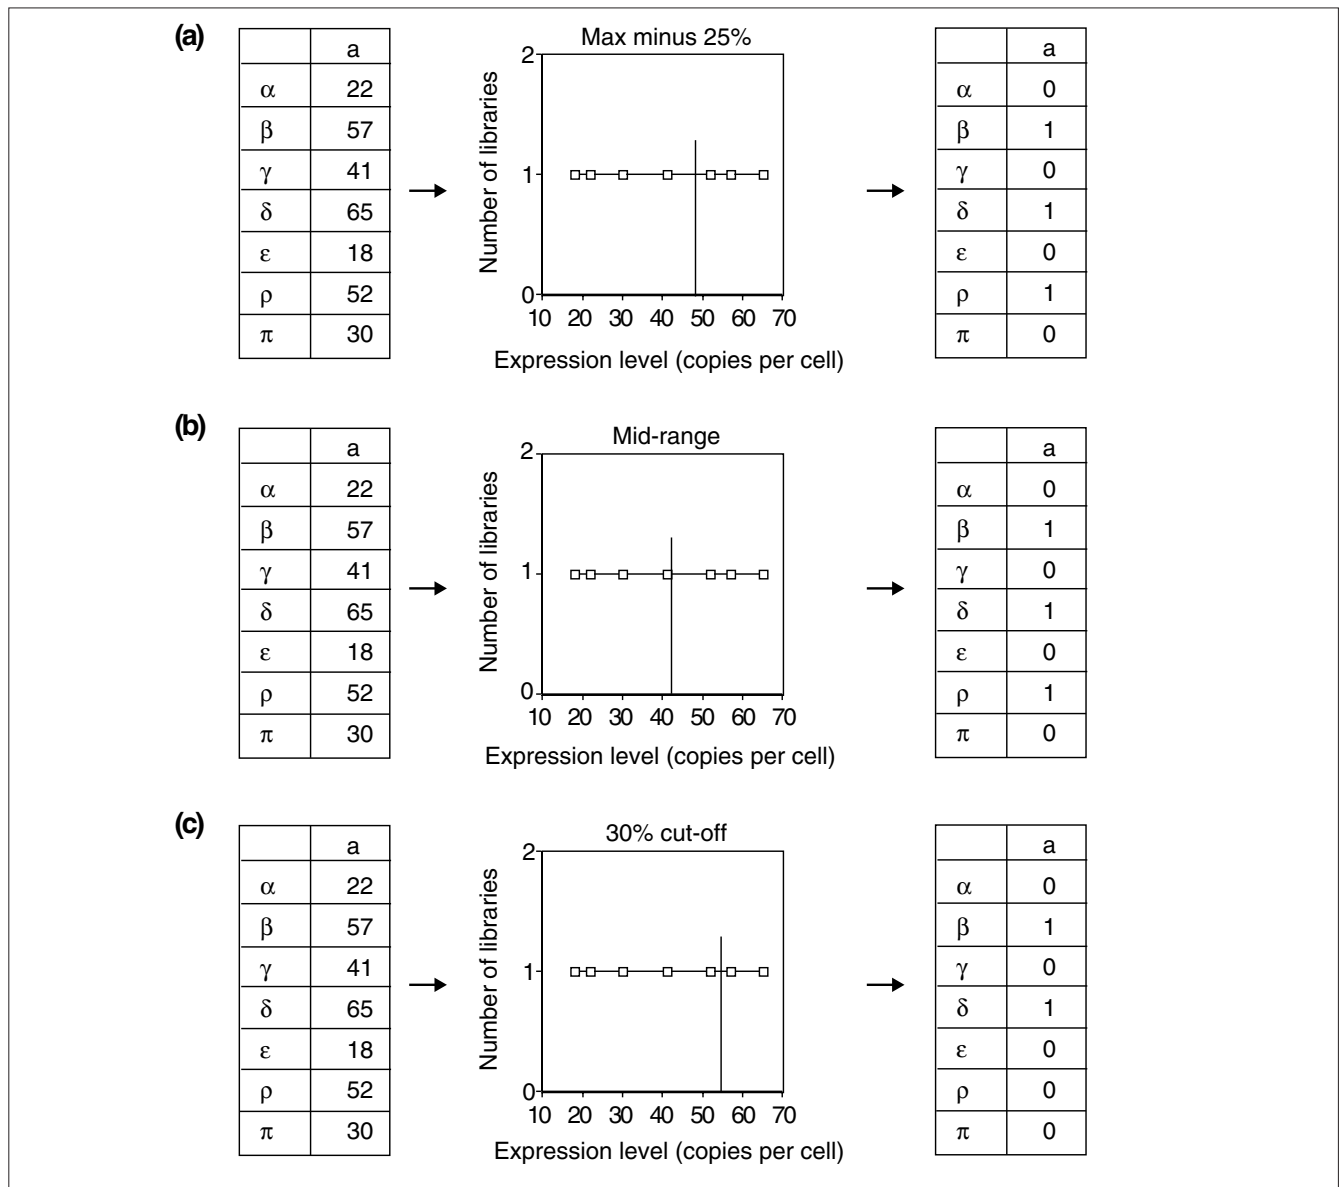 (a)
a
α 22
β 57
γ 41
δ 65
ε 18
ρ 52
π 30
Max minus 25%
Number of libraries
2
1
0
10 20 30 40 50 60 70
Expression level (copies per cell)
a
α 0
β 1
γ 0
δ 1
ε 0
ρ 1
π 0
(b)
a
α 22
β 57
γ 41
δ 65
ε 18
ρ 52
π 30
Mid-range
Number of libraries
2
1
0
10 20 30 40 50 60 70
Expression level (copies per cell)
a
α 0
β 1
γ 0
δ 1
ε 0
ρ 1
π 0
(c)
a
α 22
β 57
γ 41
δ 65
ε 18
ρ 52
π 30
30% cut-off
Number of libraries
2
1
0
10 20 30 40 50 60 70
Expression level (copies per cell)
a
α 0
β 1
γ 0
δ 1
ε 0
ρ 0
π 0